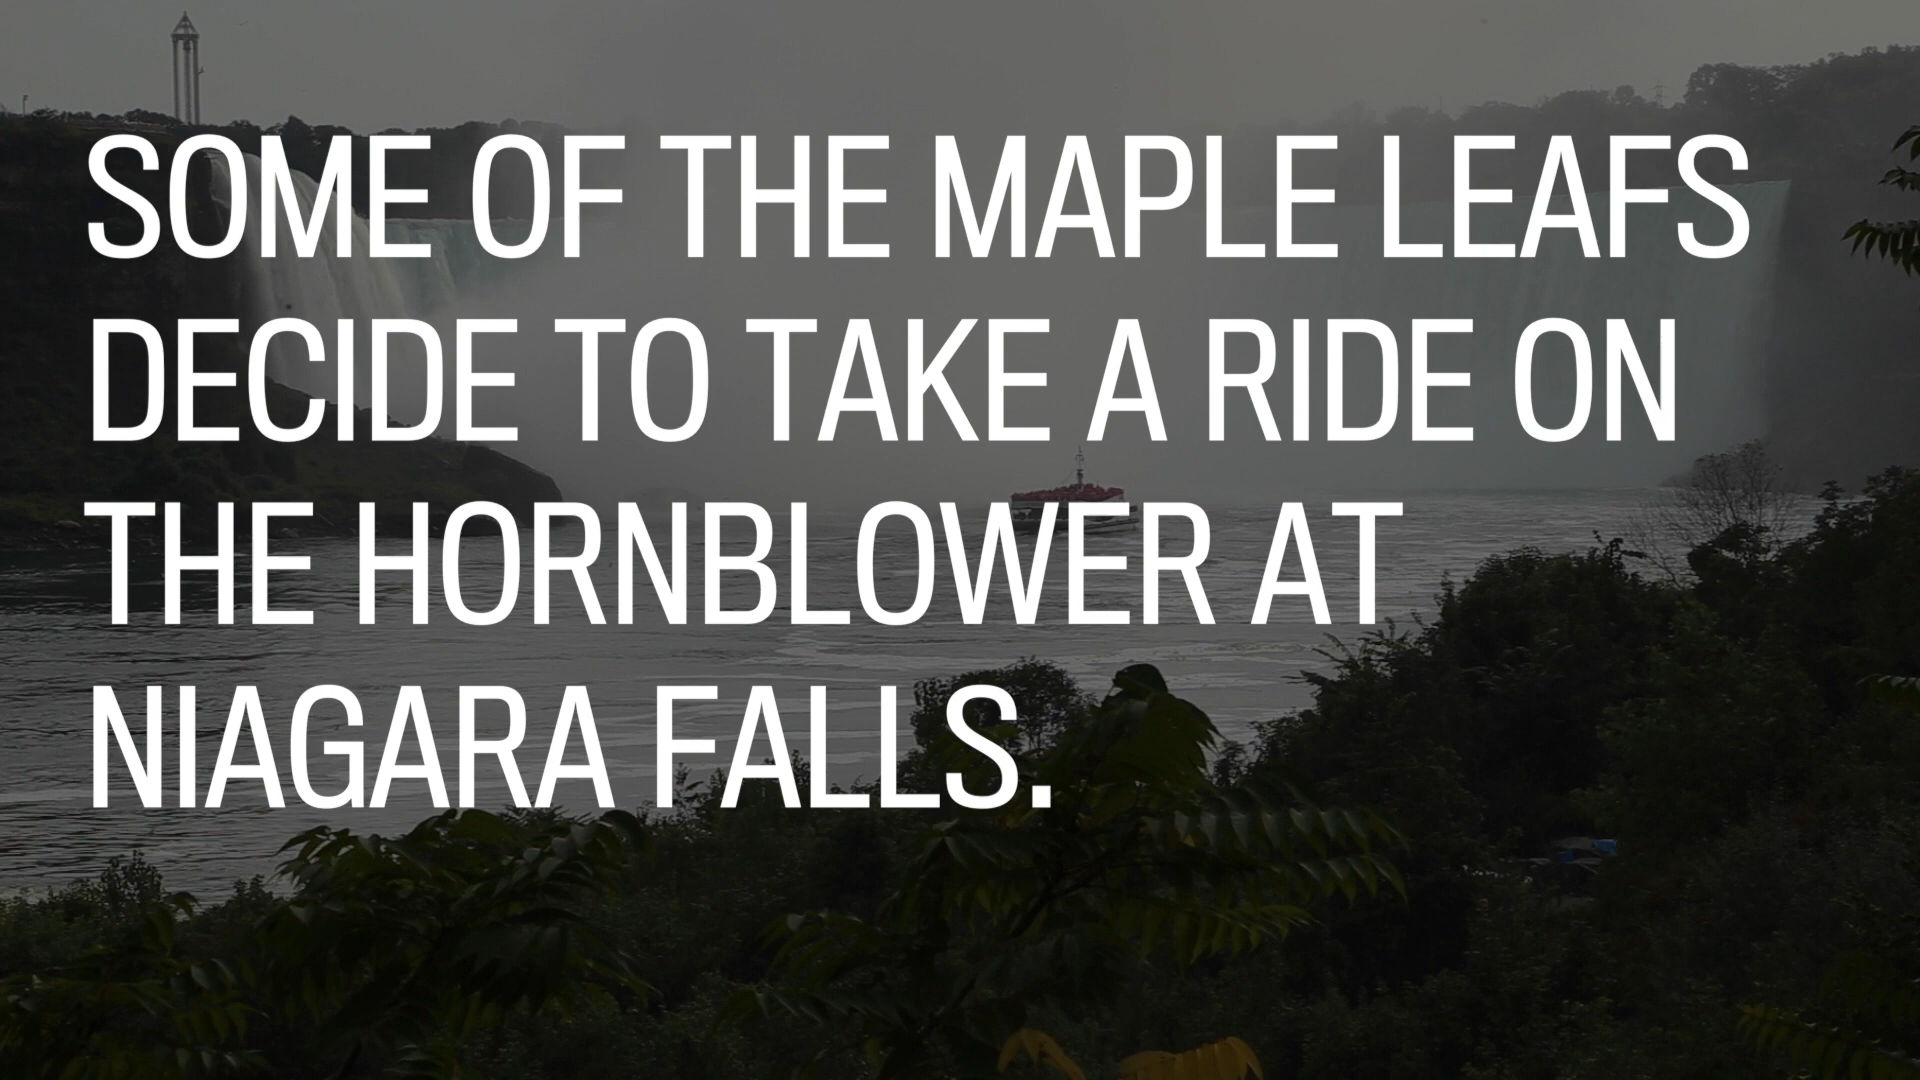 SOME OF THE MAPLE LEAFS
DECIDE TO TAKE A RIDE ON
THE HORNBLOWER AT
NIAGARA FALLS.